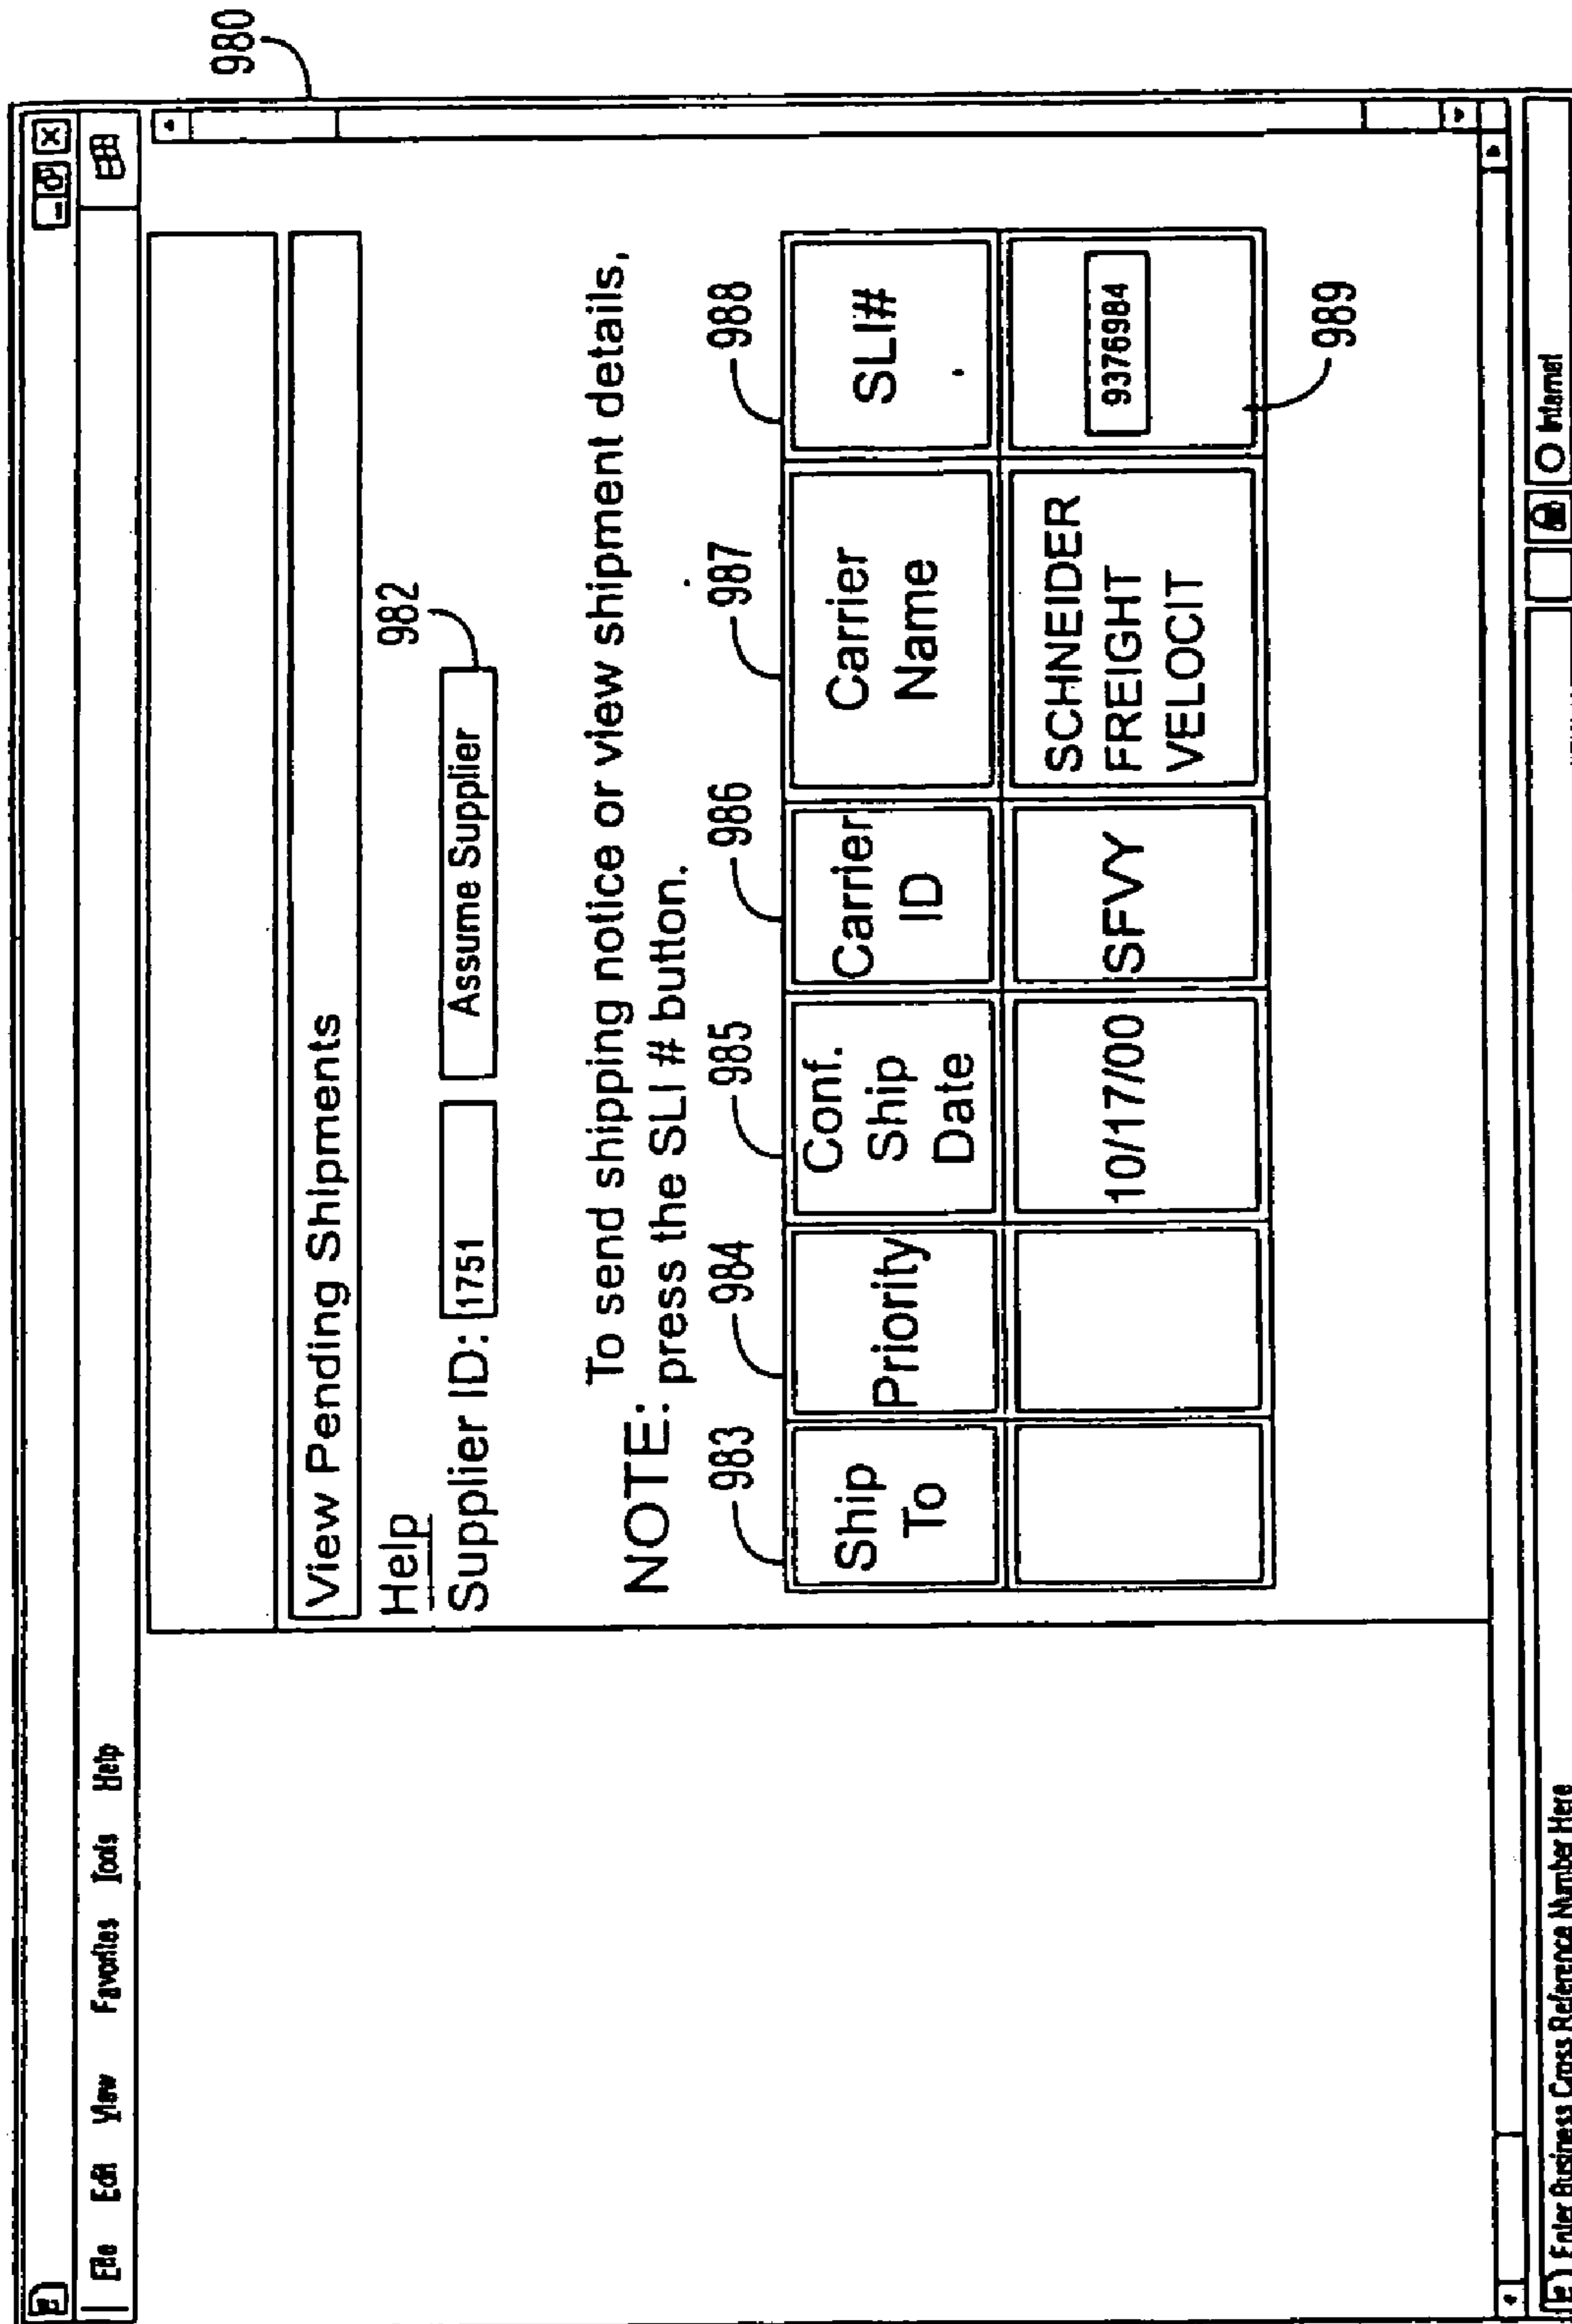 980
File Edit View Favorites Tools Help
View Pending Shipments
Help
982
Supplier ID: 1751 Assume Supplier
NOTE: To send shipping notice or view shipment details,
press the SLI # button.
983 984 985 986 987 988
Ship To Priority Conf. Ship Date Carrier ID Carrier Name SLI#
10/17/00 SFVY SCHNEIDER FREIGHT VELOCIT 9376984
989
Enter Business Cross Reference Number Here Internet